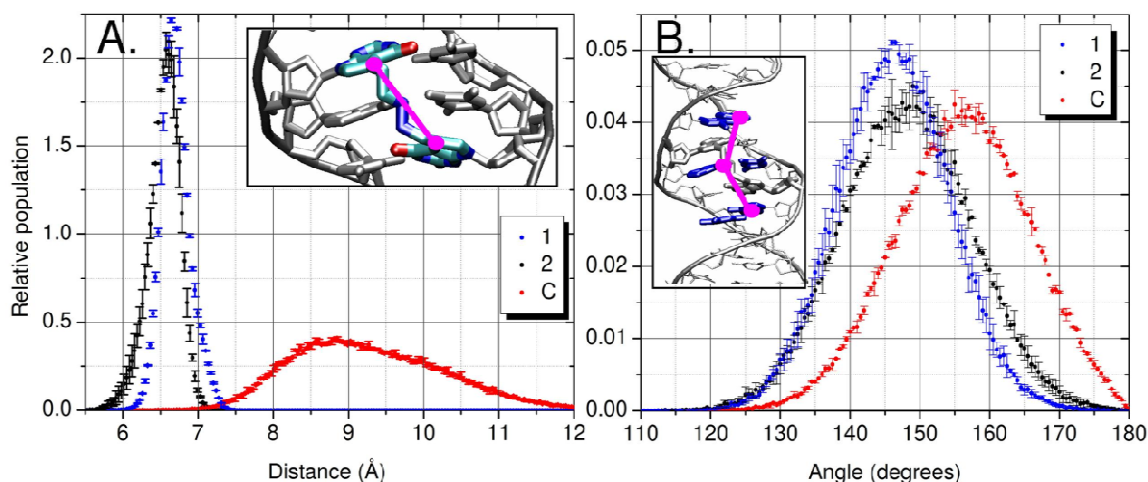 A.
Relative population
2.0
1.5
1.0
0.5
0.0
6 7 8 9 10 11 12
Distance (Å)
1
2
C
B.
0.05
0.04
0.03
0.02
0.01
0.00
110 120 130 140 150 160 170 180
Angle (degrees)
1
2
C